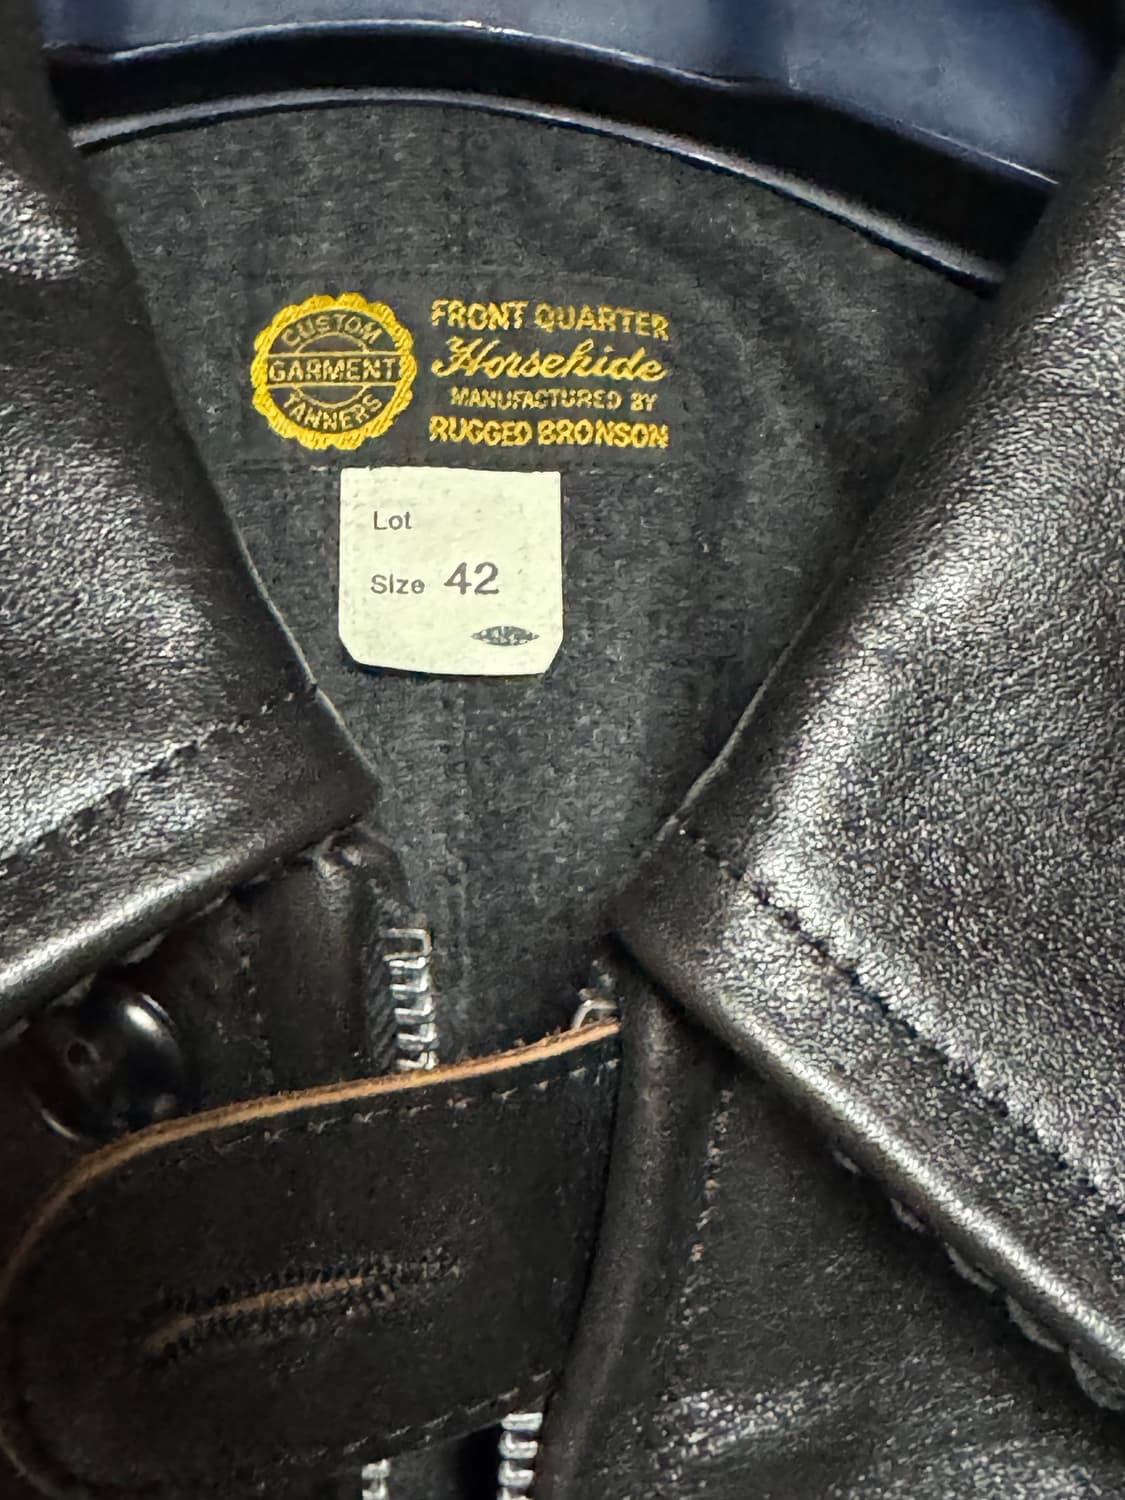 CUSTOM
GARMENT
TANNERS
FRONT QUARTER
Horsehide
MANUFACTURED BY
RUGGED BRONSON
Lot
Size 42